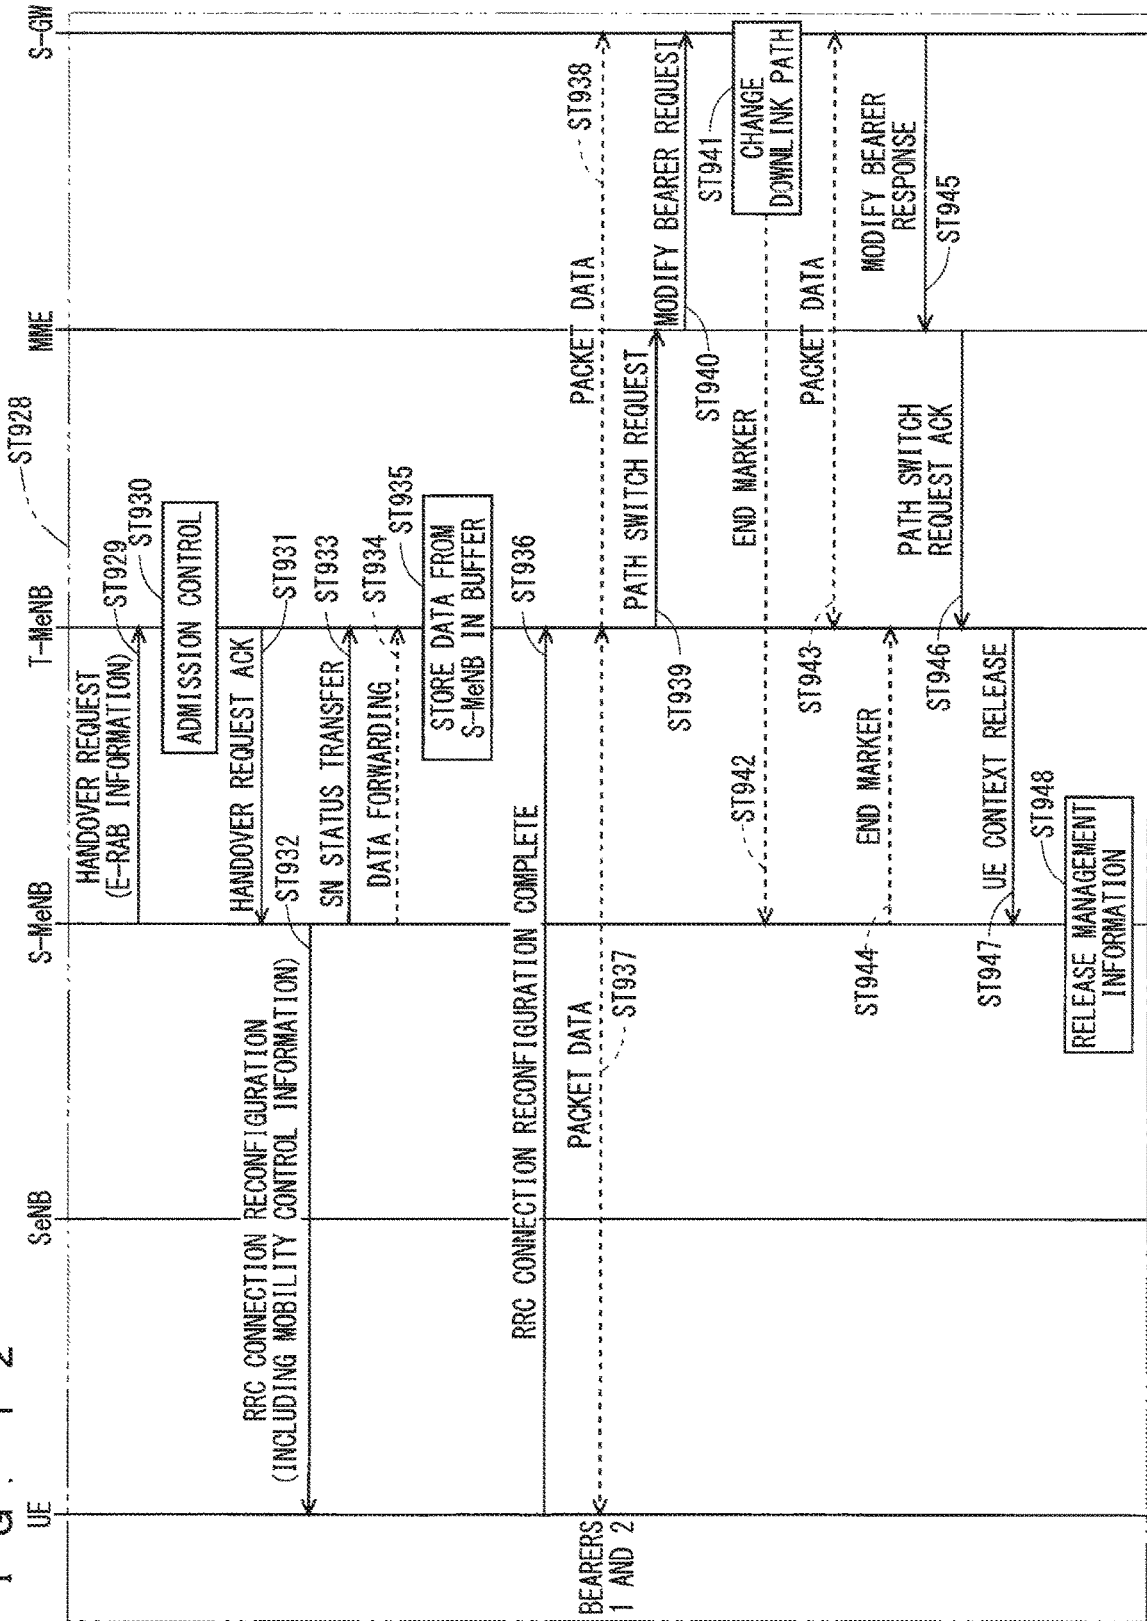 UE
SeNB
S-MeNB
T-MeNB
MME
S-GW
ST928
HANDOVER REQUEST
(E-RAB INFORMATION)
ST929
ST930
ADMISSION CONTROL
HANDOVER REQUEST ACK
ST931
RRC CONNECTION RECONFIGURATION
(INCLUDING MOBILITY CONTROL INFORMATION)
ST932
SN STATUS TRANSFER
ST933
DATA FORWARDING
ST934
ST935
STORE DATA FROM
S-MeNB IN BUFFER
RRC CONNECTION RECONFIGURATION COMPLETE
ST936
BEARERS
1 AND 2
PACKET DATA
ST937
PACKET DATA
ST938
PATH SWITCH REQUEST
ST939
MODIFY BEARER REQUEST
ST940
ST941
CHANGE
DOWNLINK PATH
END MARKER
ST942
PACKET DATA
ST943
END MARKER
ST944
MODIFY BEARER
RESPONSE
ST945
PATH SWITCH
REQUEST ACK
ST946
UE CONTEXT RELEASE
ST947
ST948
RELEASE MANAGEMENT
INFORMATION